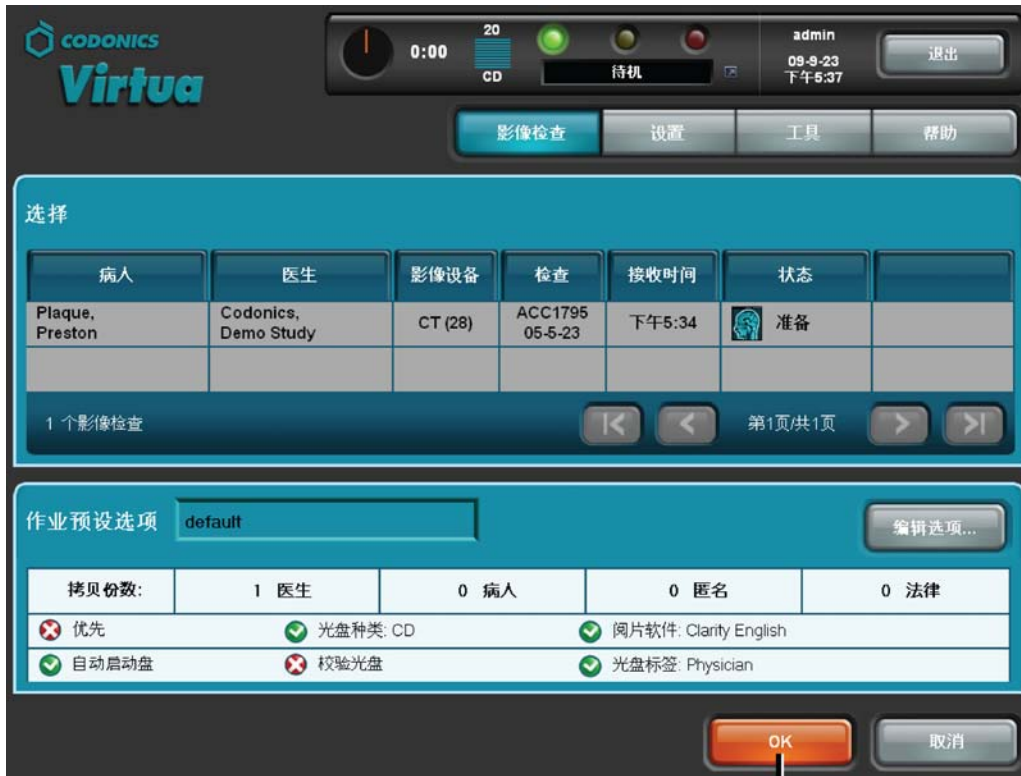 CODONICS
Virtua
0:00
20
CD
待机
admin
09-9-23
下午5:37
退出
影像检查
设置
工具
帮助
选择
病人
医生
影像设备
检查
接收时间
状态
Plaque,
Preston
Codonics,
Demo Study
CT (28)
ACC1795
05-5-23
下午5:34
准备
1 个影像检查
第1页/共1页
作业预设选项
default
编辑选项...
拷贝份数:
1 医生
0 病人
0 匿名
0 法律
优先
光盘种类: CD
阅片软件: Clarity English
自动启动盘
校验光盘
光盘标签: Physician
OK
取消